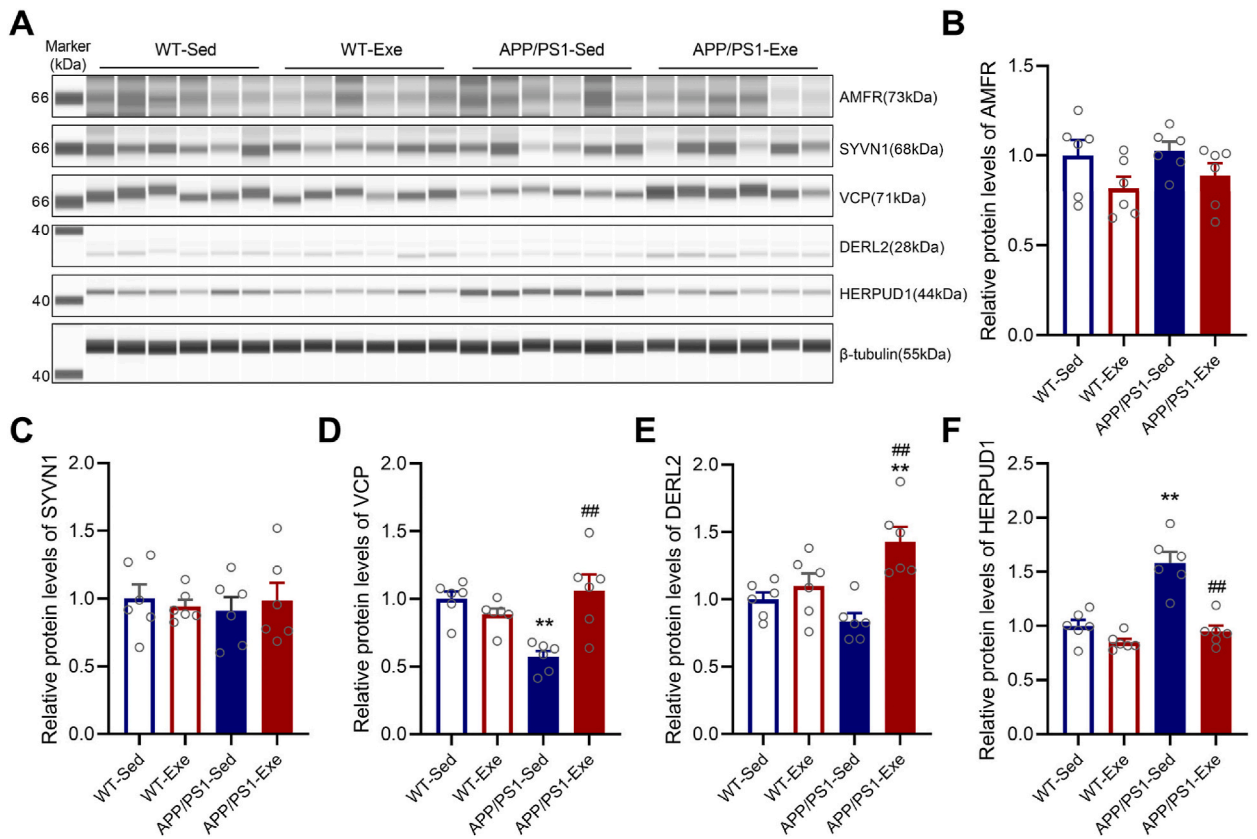 A
Marker
(kDa)
WT-Sed
WT-Exe
APP/PS1-Sed
APP/PS1-Exe
66
AMFR(73kDa)
66
SYVN1(68kDa)
66
VCP(71kDa)
40
DERL2(28kDa)
40
HERPUD1(44kDa)
40
β-tubulin(55kDa)
B
Relative protein levels of AMFR
1.5
1.0
0.5
0.0
WT-Sed
WT-Exe
APP/PS1-Sed
APP/PS1-Exe
C
Relative protein levels of SYVN1
2.0
1.5
1.0
0.5
0.0
WT-Sed
WT-Exe
APP/PS1-Sed
APP/PS1-Exe
D
Relative protein levels of VCP
2.0
1.5
1.0
0.5
0.0
**
##
WT-Sed
WT-Exe
APP/PS1-Sed
APP/PS1-Exe
E
Relative protein levels of DERL2
2.0
1.5
1.0
0.5
0.0
##
**
WT-Sed
WT-Exe
APP/PS1-Sed
APP/PS1-Exe
F
Relative protein levels of HERPUD1
2.5
2.0
1.5
1.0
0.5
0.0
**
##
WT-Sed
WT-Exe
APP/PS1-Sed
APP/PS1-Exe